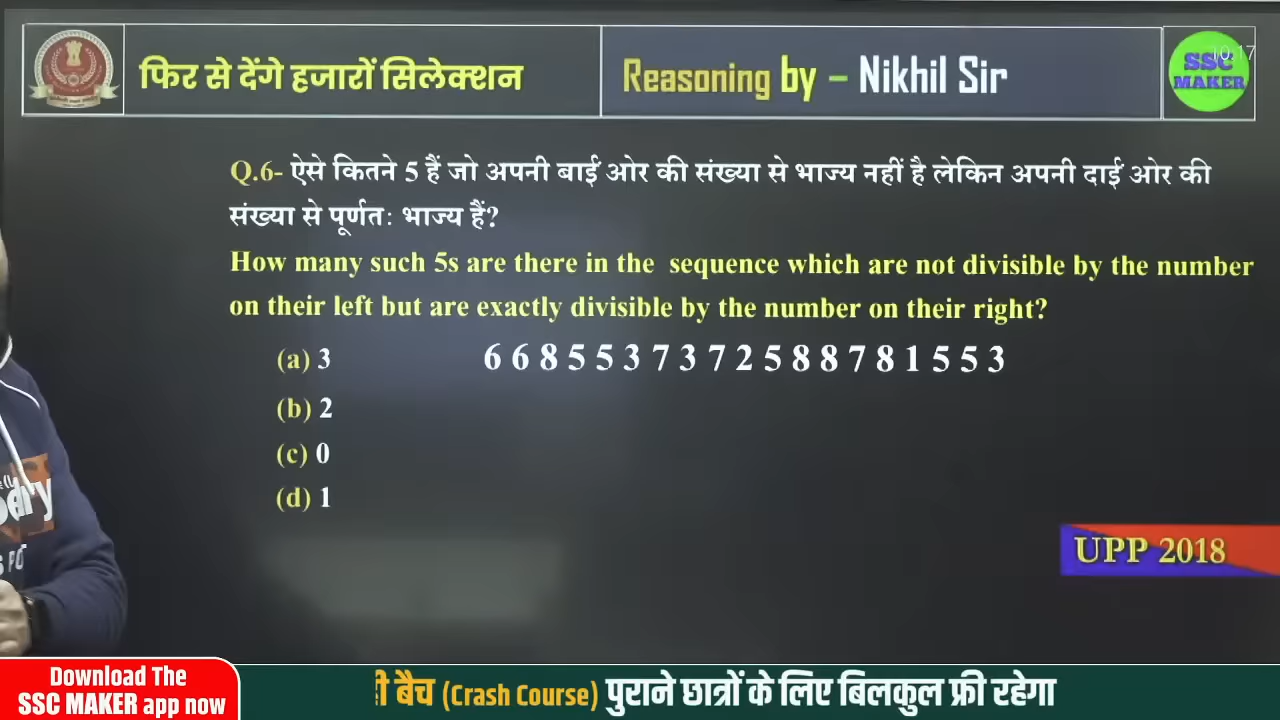 फिर से देंगे हजारों सिलेक्शन
Reasoning by – Nikhil Sir
10:17
SSC
MAKER
Q.6- ऐसे कितने 5 हैं जो अपनी बाईं ओर की संख्या से भाज्य नहीं है लेकिन अपनी दाईं ओर की
संख्या से पूर्णतः भाज्य हैं?
How many such 5s are there in the sequence which are not divisible by the number
on their left but are exactly divisible by the number on their right?
(a) 3
6 6 8 5 5 3 7 3 7 2 5 8 8 7 8 1 5 5 3
(b) 2
(c) 0
(d) 1
UPP 2018
Download The
SSC MAKER app now
बैच (Crash Course) पुराने छात्रों के लिए बिलकुल फ्री रहेगा